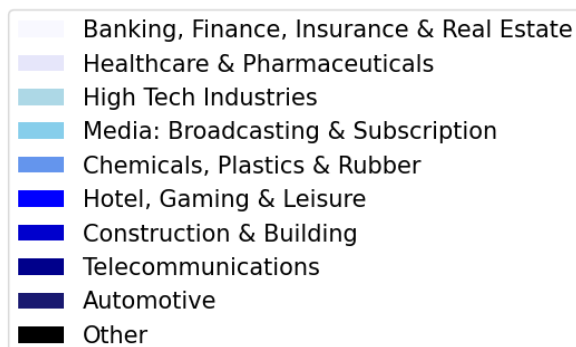 Banking, Finance, Insurance & Real Estate
Healthcare & Pharmaceuticals
High Tech Industries
Media: Broadcasting & Subscription
Chemicals, Plastics & Rubber
Hotel, Gaming & Leisure
Construction & Building
Telecommunications
Automotive
Other